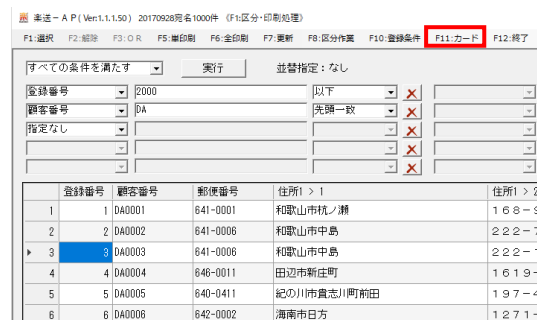 楽送－ＡＰ(Ver:1.1.1.50) 20170928宛名1000件 《F1:区分・印刷処理》
F1:選択 F2:解除 F3:ＯＲ F5:単印刷 F6:全印刷 F7:更新 F8:区分作業 F10:登録条件 F11:カード F12:終了
すべての条件を満たす 実行 並替指定：なし
登録番号 2000 以下
顧客番号 DA 先頭一致
指定なし
登録番号 顧客番号 郵便番号 住所1 > 1 住所1 > 2
1 1 DA0001 641-0001 和歌山市杭ノ瀬 １６８－９
2 2 DA0002 641-0006 和歌山市中島 ２２２－７
3 3 DA0003 641-0006 和歌山市中島
4 4 DA0004 646-0011 田辺市新庄町 １６１９－
5 5 DA0005 640-0411 紀の川市貴志川町前田 １９７－４
6 6 DA0006 642-0002 海南市日方 １２７１－